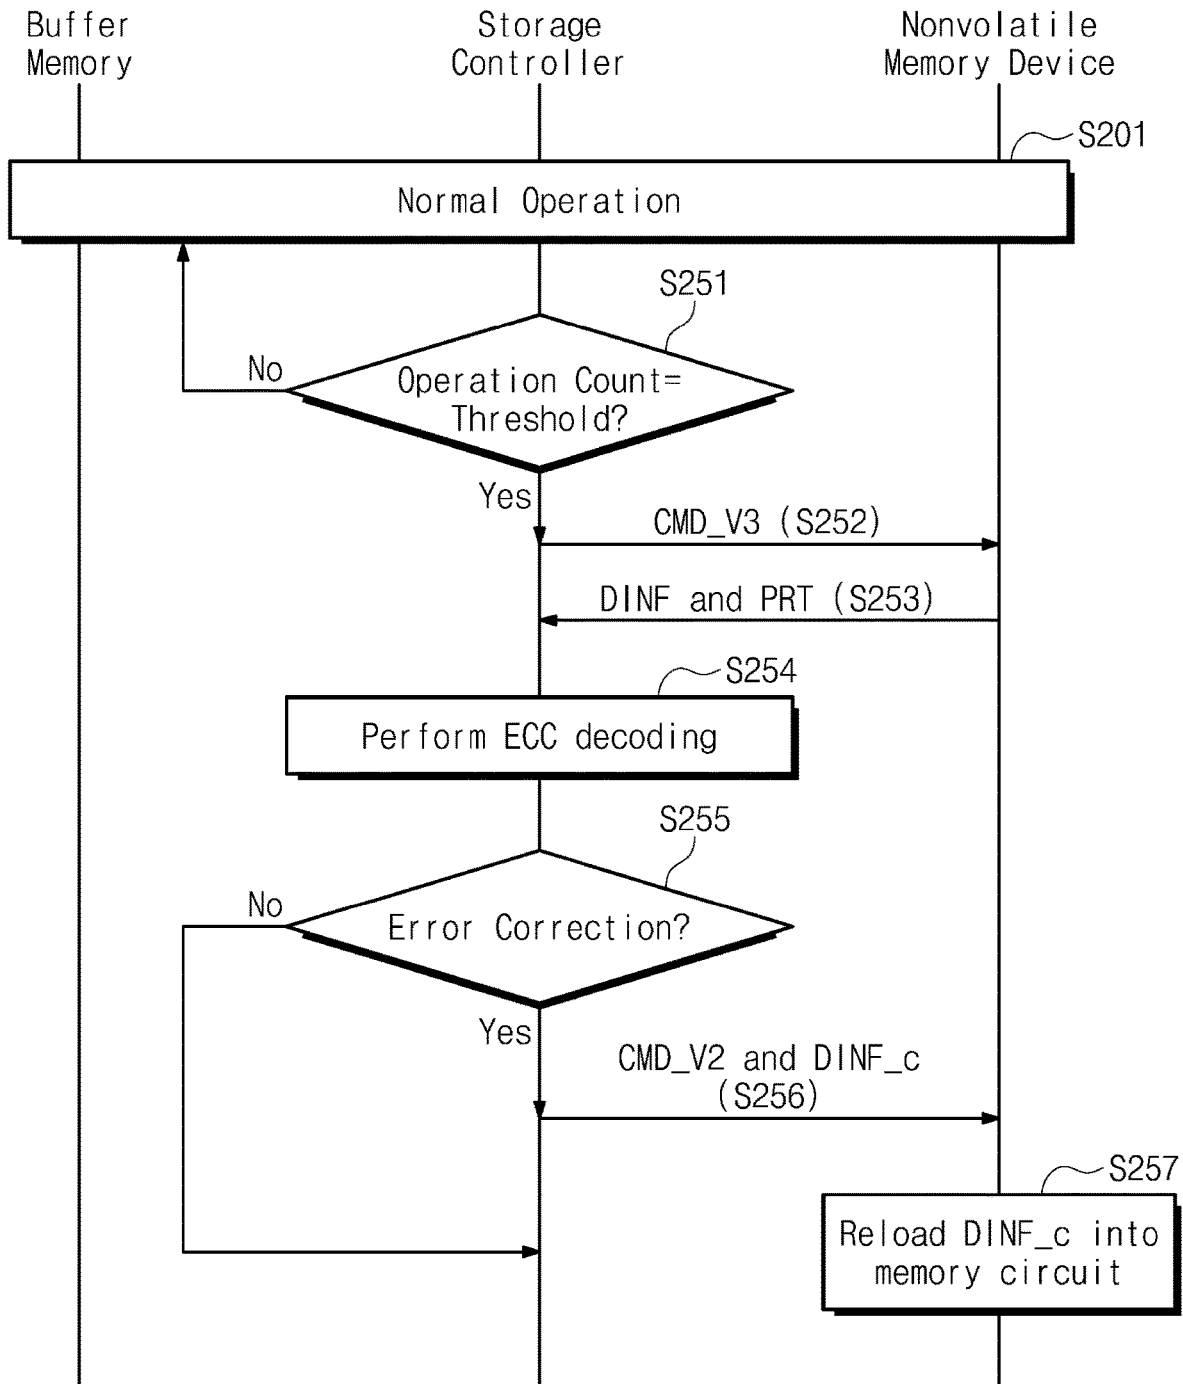 Buffer
Memory
Storage
Controller
Nonvolatile
Memory Device
S201
Normal Operation
S251
No
Operation Count=
Threshold?
Yes
CMD_V3 (S252)
DINF and PRT (S253)
S254
Perform ECC decoding
S255
No
Error Correction?
Yes
CMD_V2 and DINF_c
(S256)
S257
Reload DINF_c into
memory circuit